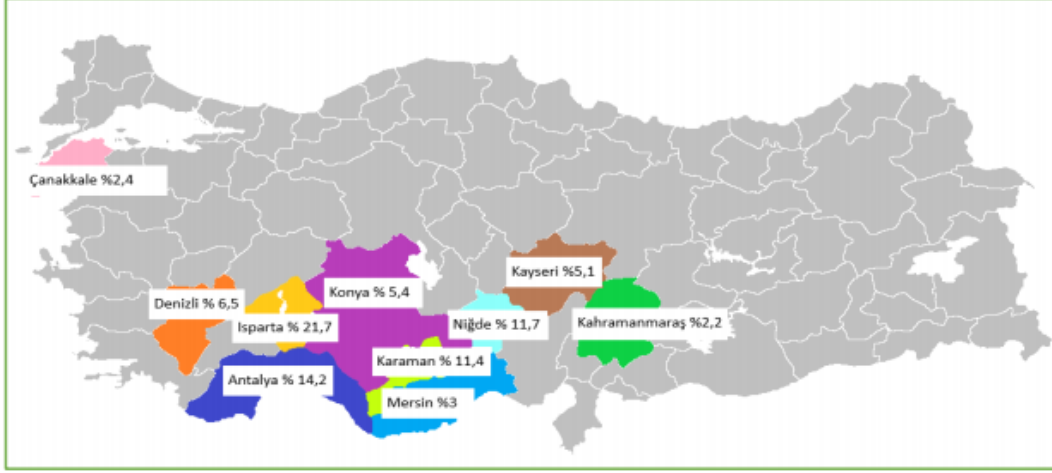 Çanakkale %2,4
Kayseri %5,1
Konya % 5,4
Denizli % 6,5
Isparta % 21,7
Niğde % 11,7
Kahramanmaraş %2,2
Karaman % 11,4
Antalya % 14,2
Mersin %3